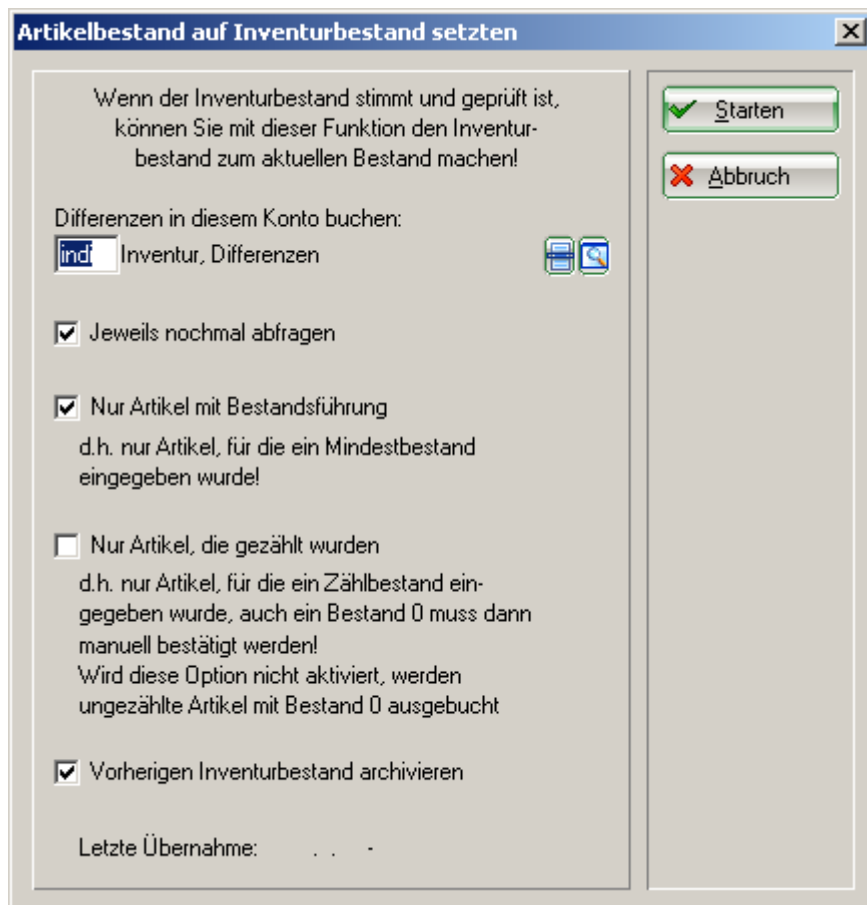 Artikelbestand auf Inventurbestand setzten
Wenn der Inventurbestand stimmt und geprüft ist,
können Sie mit dieser Funktion den Inventur-
bestand zum aktuellen Bestand machen!
Starten
Abbruch
Differenzen in diesem Konto buchen:
ind Inventur, Differenzen
Jeweils nochmal abfragen
Nur Artikel mit Bestandsführung
d.h. nur Artikel, für die ein Mindestbestand
eingegeben wurde!
Nur Artikel, die gezählt wurden
d.h. nur Artikel, für die ein Zählbestand ein-
gegeben wurde, auch ein Bestand 0 muss dann
manuell bestätigt werden!
Wird diese Option nicht aktiviert, werden
ungezählte Artikel mit Bestand 0 ausgebucht
Vorherigen Inventurbestand archivieren
Letzte Übernahme: . . -